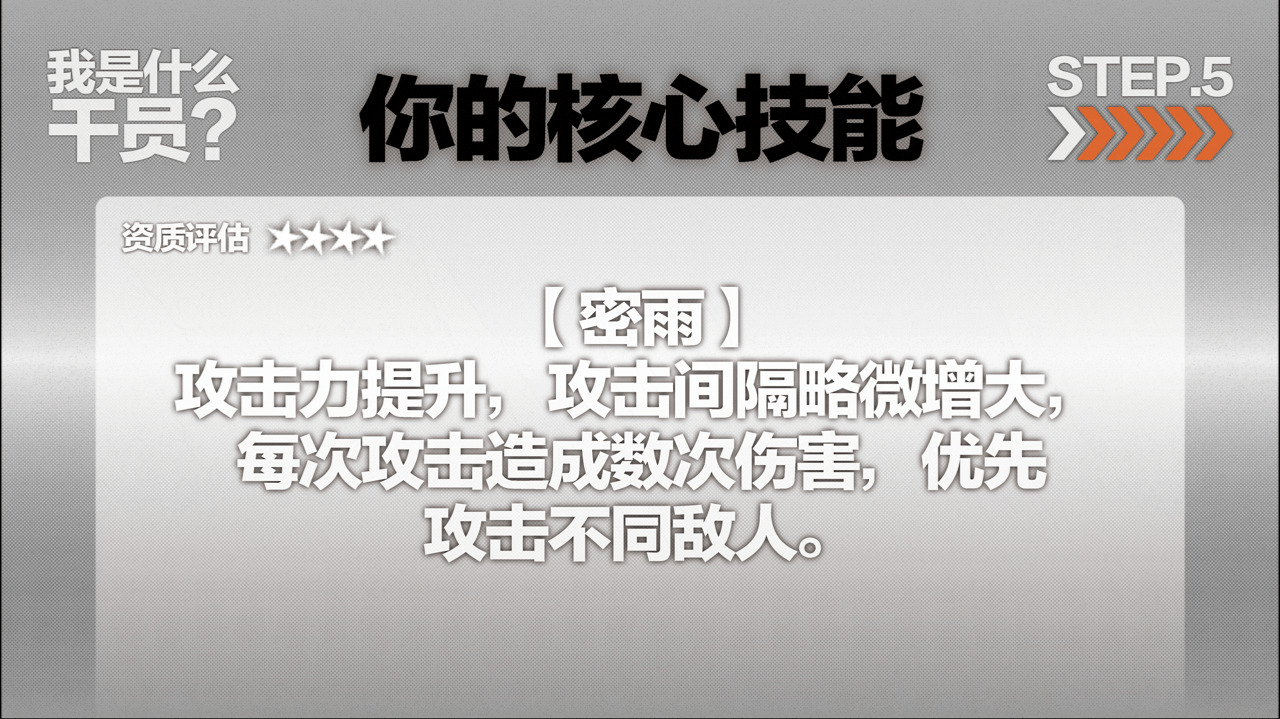 我是什么
干员?
你的核心技能
STEP.5
资质评估 ★★★★
【密雨】
攻击力提升，攻击间隔略微增大，
每次攻击造成数次伤害，优先
攻击不同敌人。